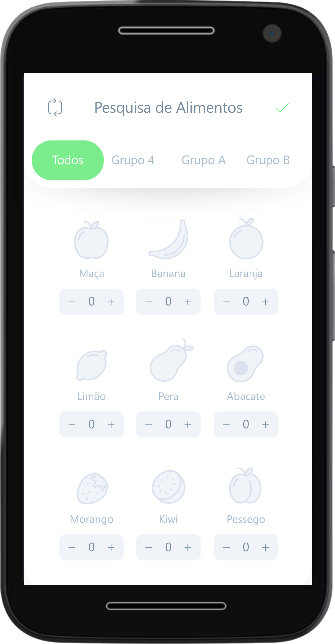 Pesquisa de Alimentos
Todos Grupo 4 Grupo A Grupo B
Maça Banana Laranja
− 0 + − 0 + − 0 +
Limão Pera Abacate
− 0 + − 0 + − 0 +
Morango Kiwi Pessego
− 0 + − 0 + − 0 +